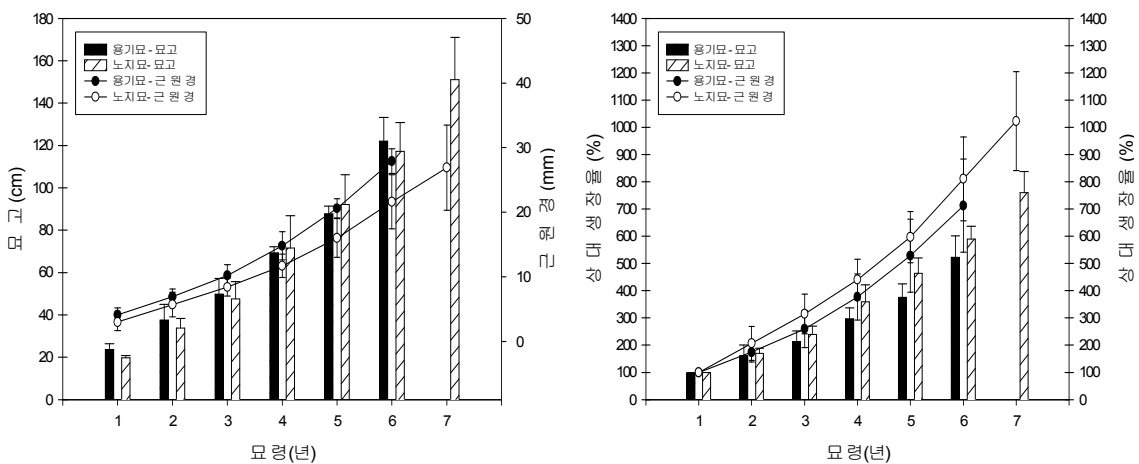 180
160
140
120
100
80
60
40
20
0
묘 고 (cm)
50
40
30
20
10
0
근 원 경 (mm)
용기묘 - 묘고
노지묘 - 묘고
용기묘 - 근 원 경
노지묘 - 근 원 경
1 2 3 4 5 6 7
묘 령(년)
1400
1300
1200
1100
1000
900
800
700
600
500
400
300
200
100
0
상 대 생 장 율 (%)
1400
1300
1200
1100
1000
900
800
700
600
500
400
300
200
100
0
상 대 생 장 율 (%)
용기묘 - 묘고
노지묘 - 묘고
용기묘 - 근 원 경
노지묘 - 근 원 경
1 2 3 4 5 6 7
묘 령(년)